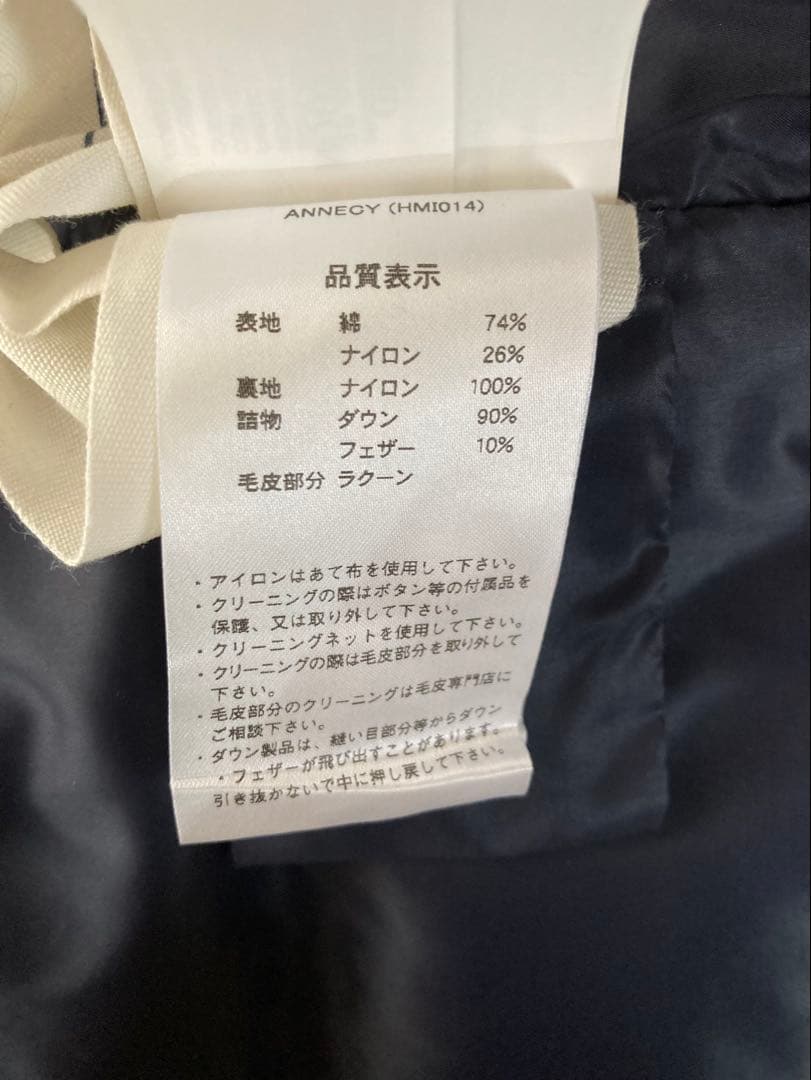 ANNECY (HMI014)
品質表示
表地 綿 74%
ナイロン 26%
裏地 ナイロン 100%
詰物 ダウン 90%
フェザー 10%
毛皮部分 ラクーン
・アイロンはあて布を使用して下さい。
・クリーニングの際はボタン等の付属品を
保護、又は取り外して下さい。
・クリーニングネットを使用して下さい。
・クリーニングの際は毛皮部分を取り外して
下さい。
・毛皮部分のクリーニングは毛皮専門店に
ご相談下さい。
・ダウン製品は、縫い目部分等からダウン
・フェザーが飛び出すことがあります。
引き抜かないで中に押し戻して下さい。